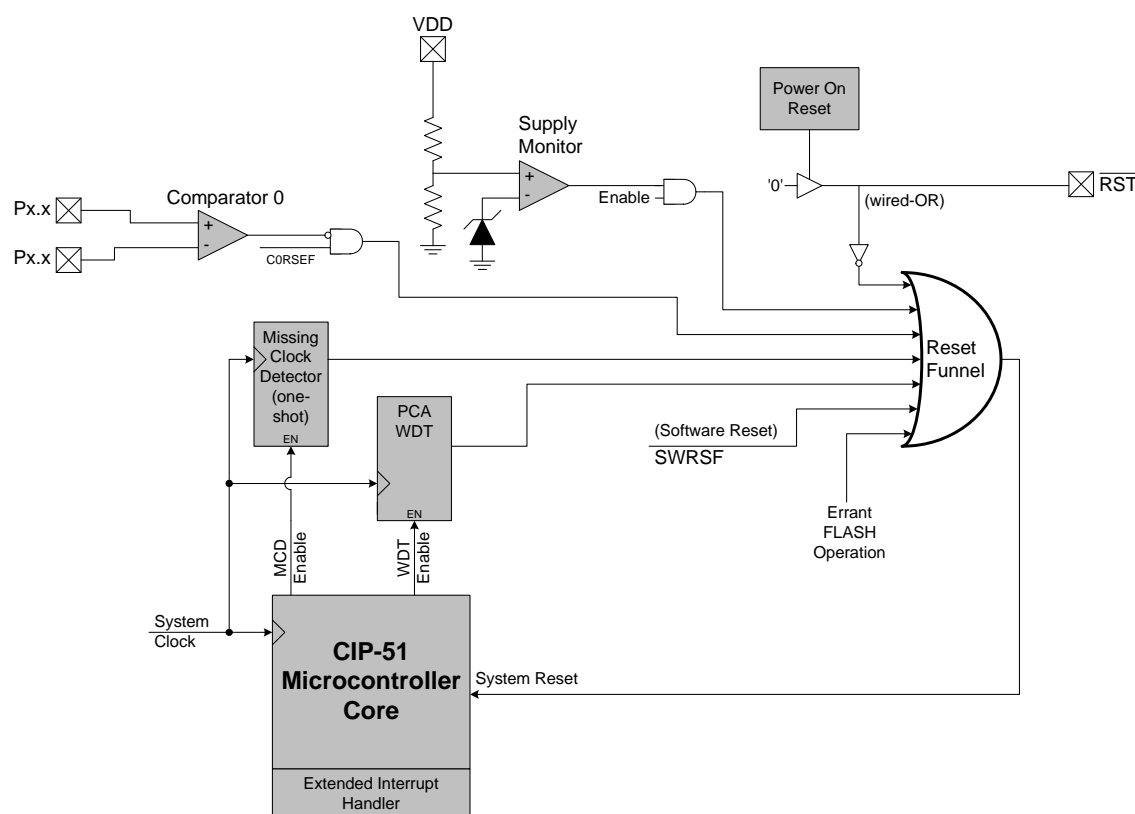 VDD
Power On
Reset
Supply
Monitor
+
-
Enable
'0'
(wired-OR)
RST
Px.x
Px.x
Comparator 0
+
-
C0RSEF
Missing
Clock
Detector
(one-
shot)
EN
PCA
WDT
EN
Reset
Funnel
(Software Reset)
SWRSF
Errant
FLASH
Operation
MCD
Enable
WDT
Enable
System
Clock
CIP-51
Microcontroller
Core
System Reset
Extended Interrupt
Handler